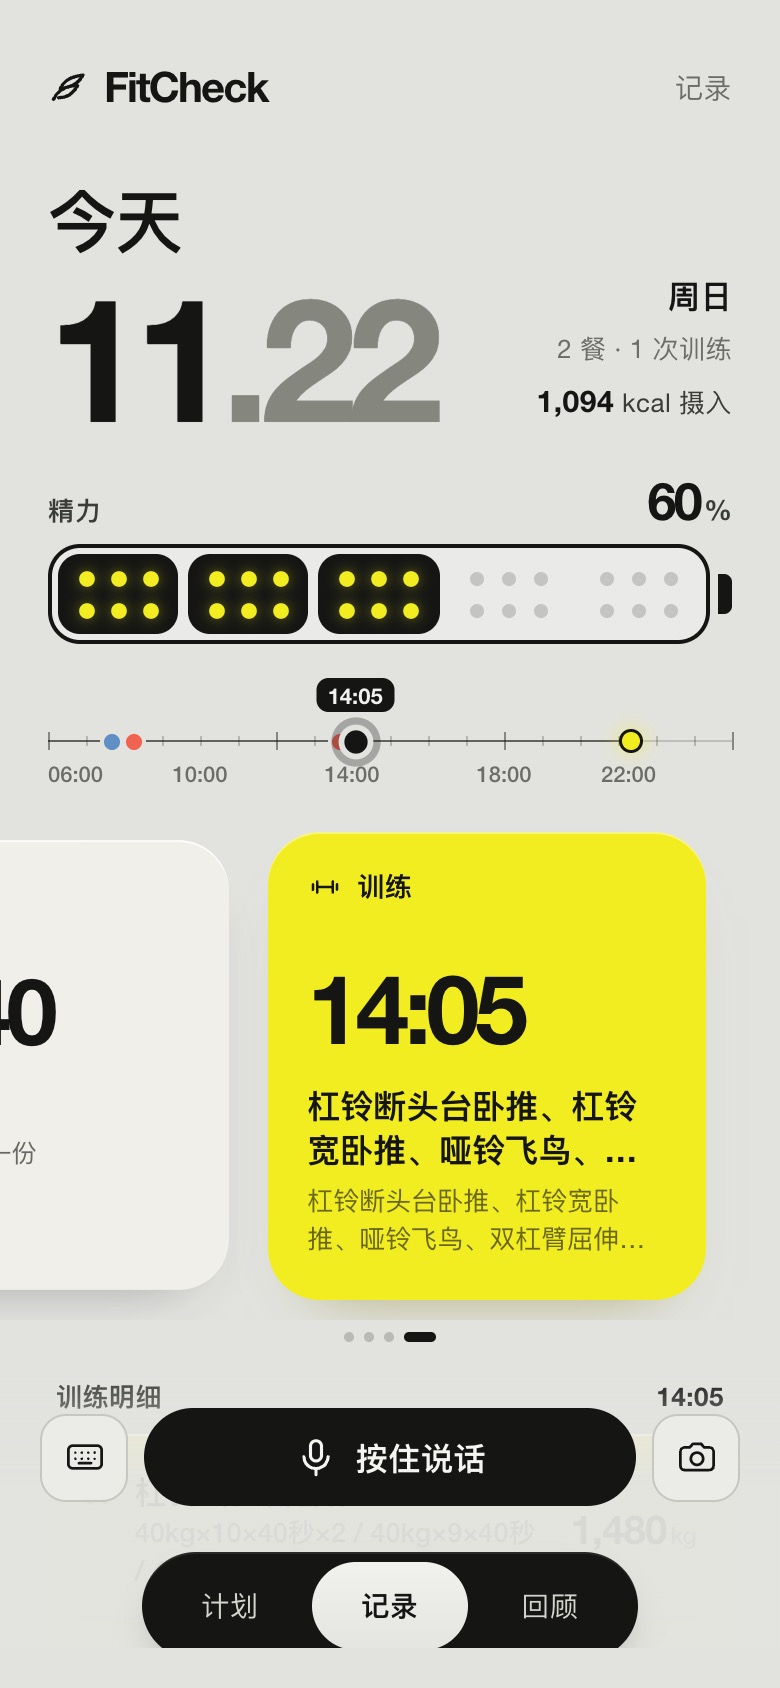 FitCheck
记录
今天
11.22
周日
2 餐 · 1 次训练
1,094 kcal 摄入
精力
60%
14:05
06:00 10:00 14:00 18:00 22:00
40
一份
训练
14:05
杠铃断头台卧推、杠铃
宽卧推、哑铃飞鸟、...
杠铃断头台卧推、杠铃宽卧
推、哑铃飞鸟、双杠臂屈伸...
训练明细
14:05
按住说话
40kg×10×40秒×2 / 40kg×9×40秒
1,480 kg
/
计划
记录
回顾